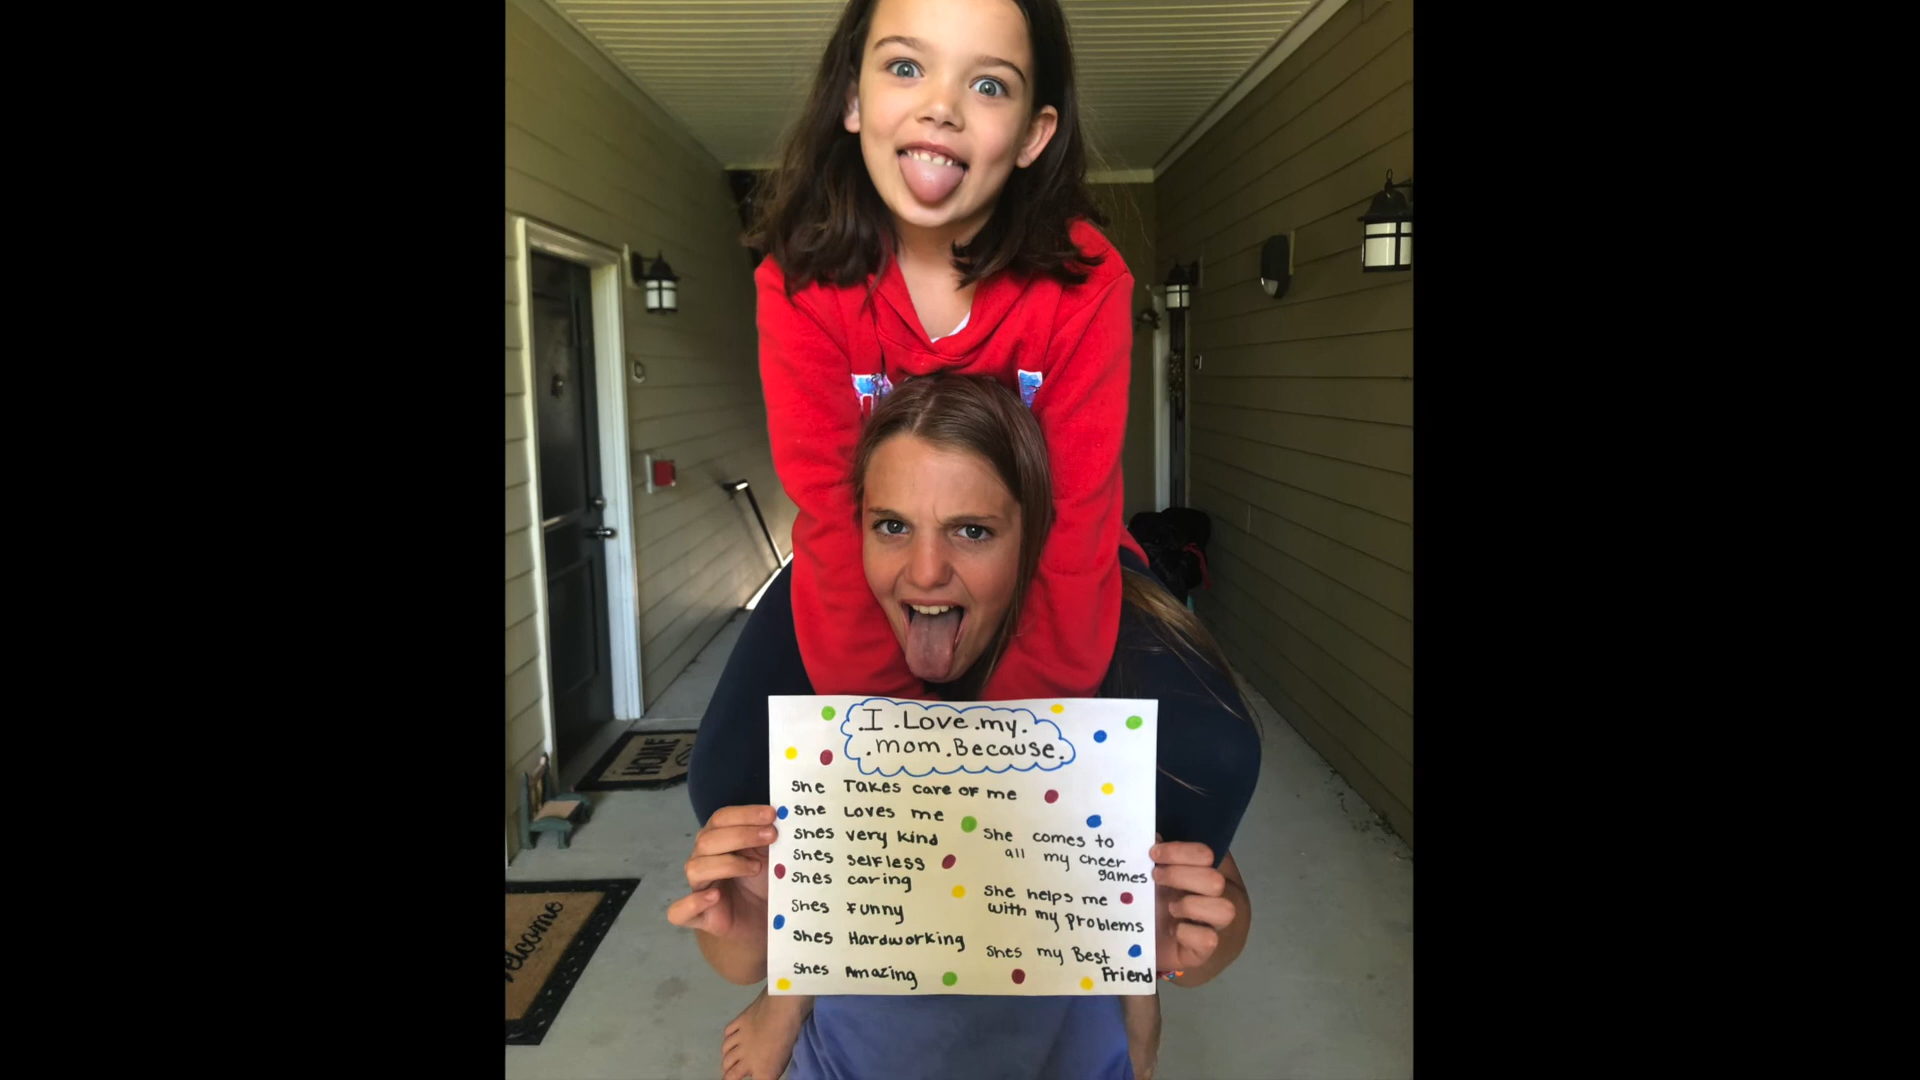 I.Love.my.
.mom.Because.
she Takes care of me
she Loves me
shes very kind
shes selfless
shes caring
shes Funny
shes Hardworking
shes Amazing
she comes to
all my cheer
games
she helps me
with my Problems
shes my Best
Friend
HOME
Welcome